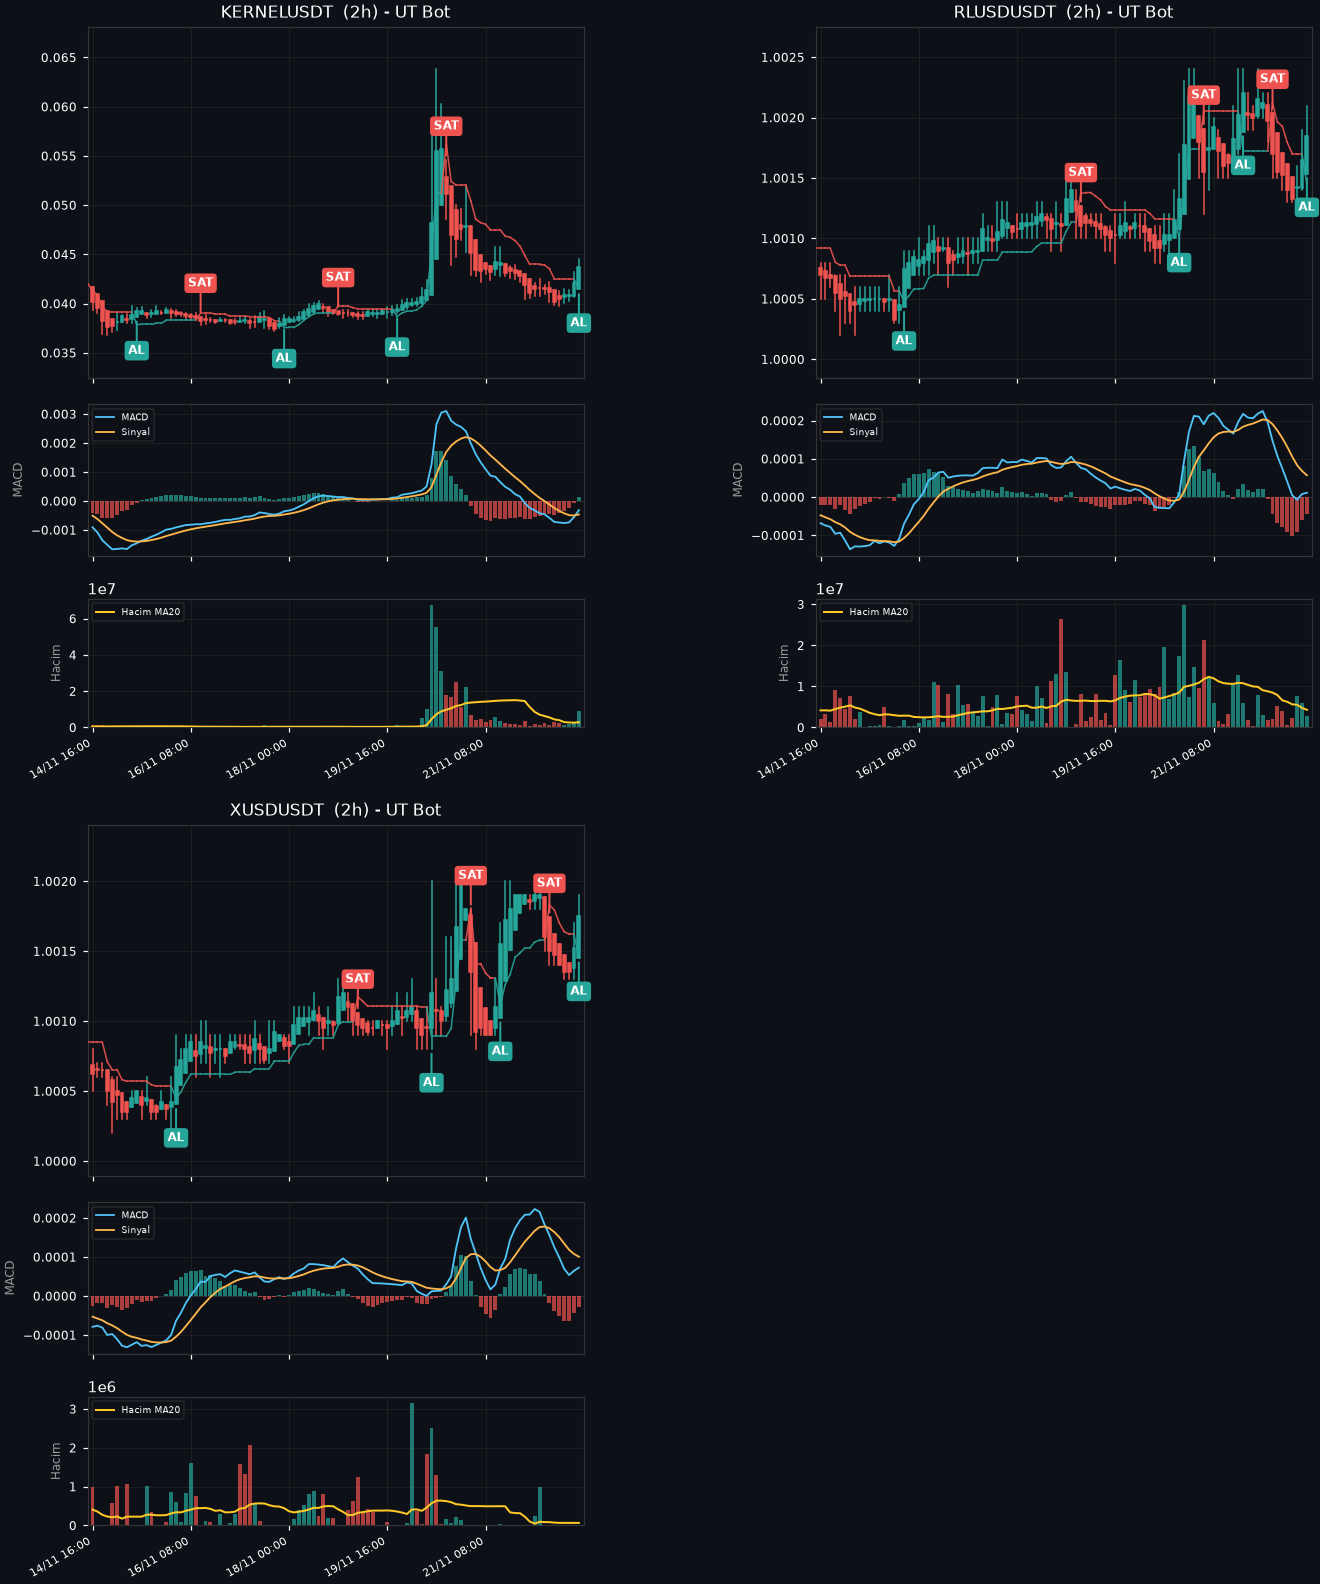 KERNELUSDT  (2h) - UT Bot
0.065
0.060
0.055
0.050
0.045
0.040
0.035
SAT
SAT
SAT
AL
AL
AL
AL
MACD
0.003
0.002
0.001
0.000
−0.001
MACD
Sinyal
1e7
Hacim
6
4
2
0
Hacim MA20
14/11 16:00
16/11 08:00
18/11 00:00
19/11 16:00
21/11 08:00
RLUSDUSDT  (2h) - UT Bot
1.0025
1.0020
1.0015
1.0010
1.0005
1.0000
SAT
SAT
SAT
AL
AL
AL
AL
MACD
0.0002
0.0001
0.0000
−0.0001
MACD
Sinyal
1e7
Hacim
3
2
1
0
Hacim MA20
14/11 16:00
16/11 08:00
18/11 00:00
19/11 16:00
21/11 08:00
XUSDUSDT  (2h) - UT Bot
1.0020
1.0015
1.0010
1.0005
1.0000
SAT
SAT
SAT
AL
AL
AL
AL
MACD
0.0002
0.0001
0.0000
−0.0001
MACD
Sinyal
1e6
Hacim
3
2
1
0
Hacim MA20
14/11 16:00
16/11 08:00
18/11 00:00
19/11 16:00
21/11 08:00